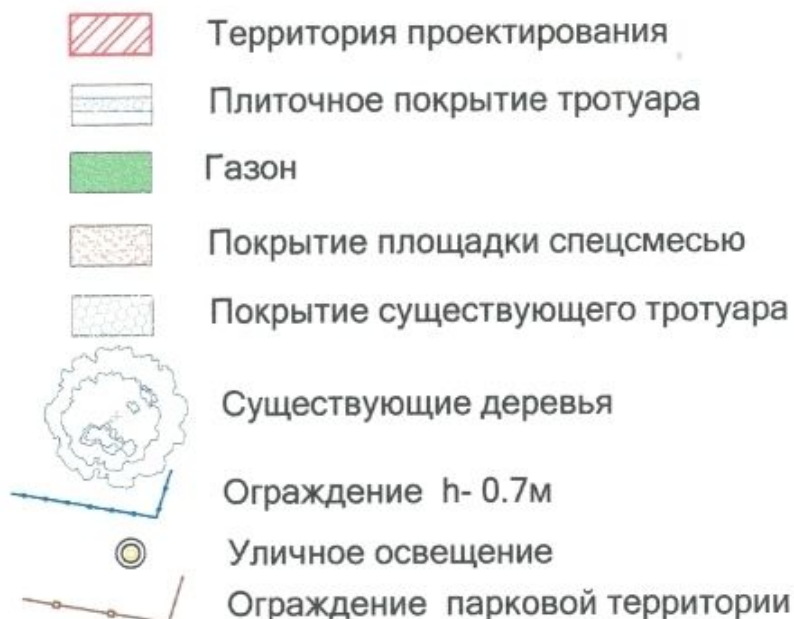 Территория проектирования
Плиточное покрытие тротуара
Газон
Покрытие площадки спецсмесью
Покрытие существующего тротуара
Существующие деревья
Ограждение h- 0.7м
Уличное освещение
Ограждение парковой территории